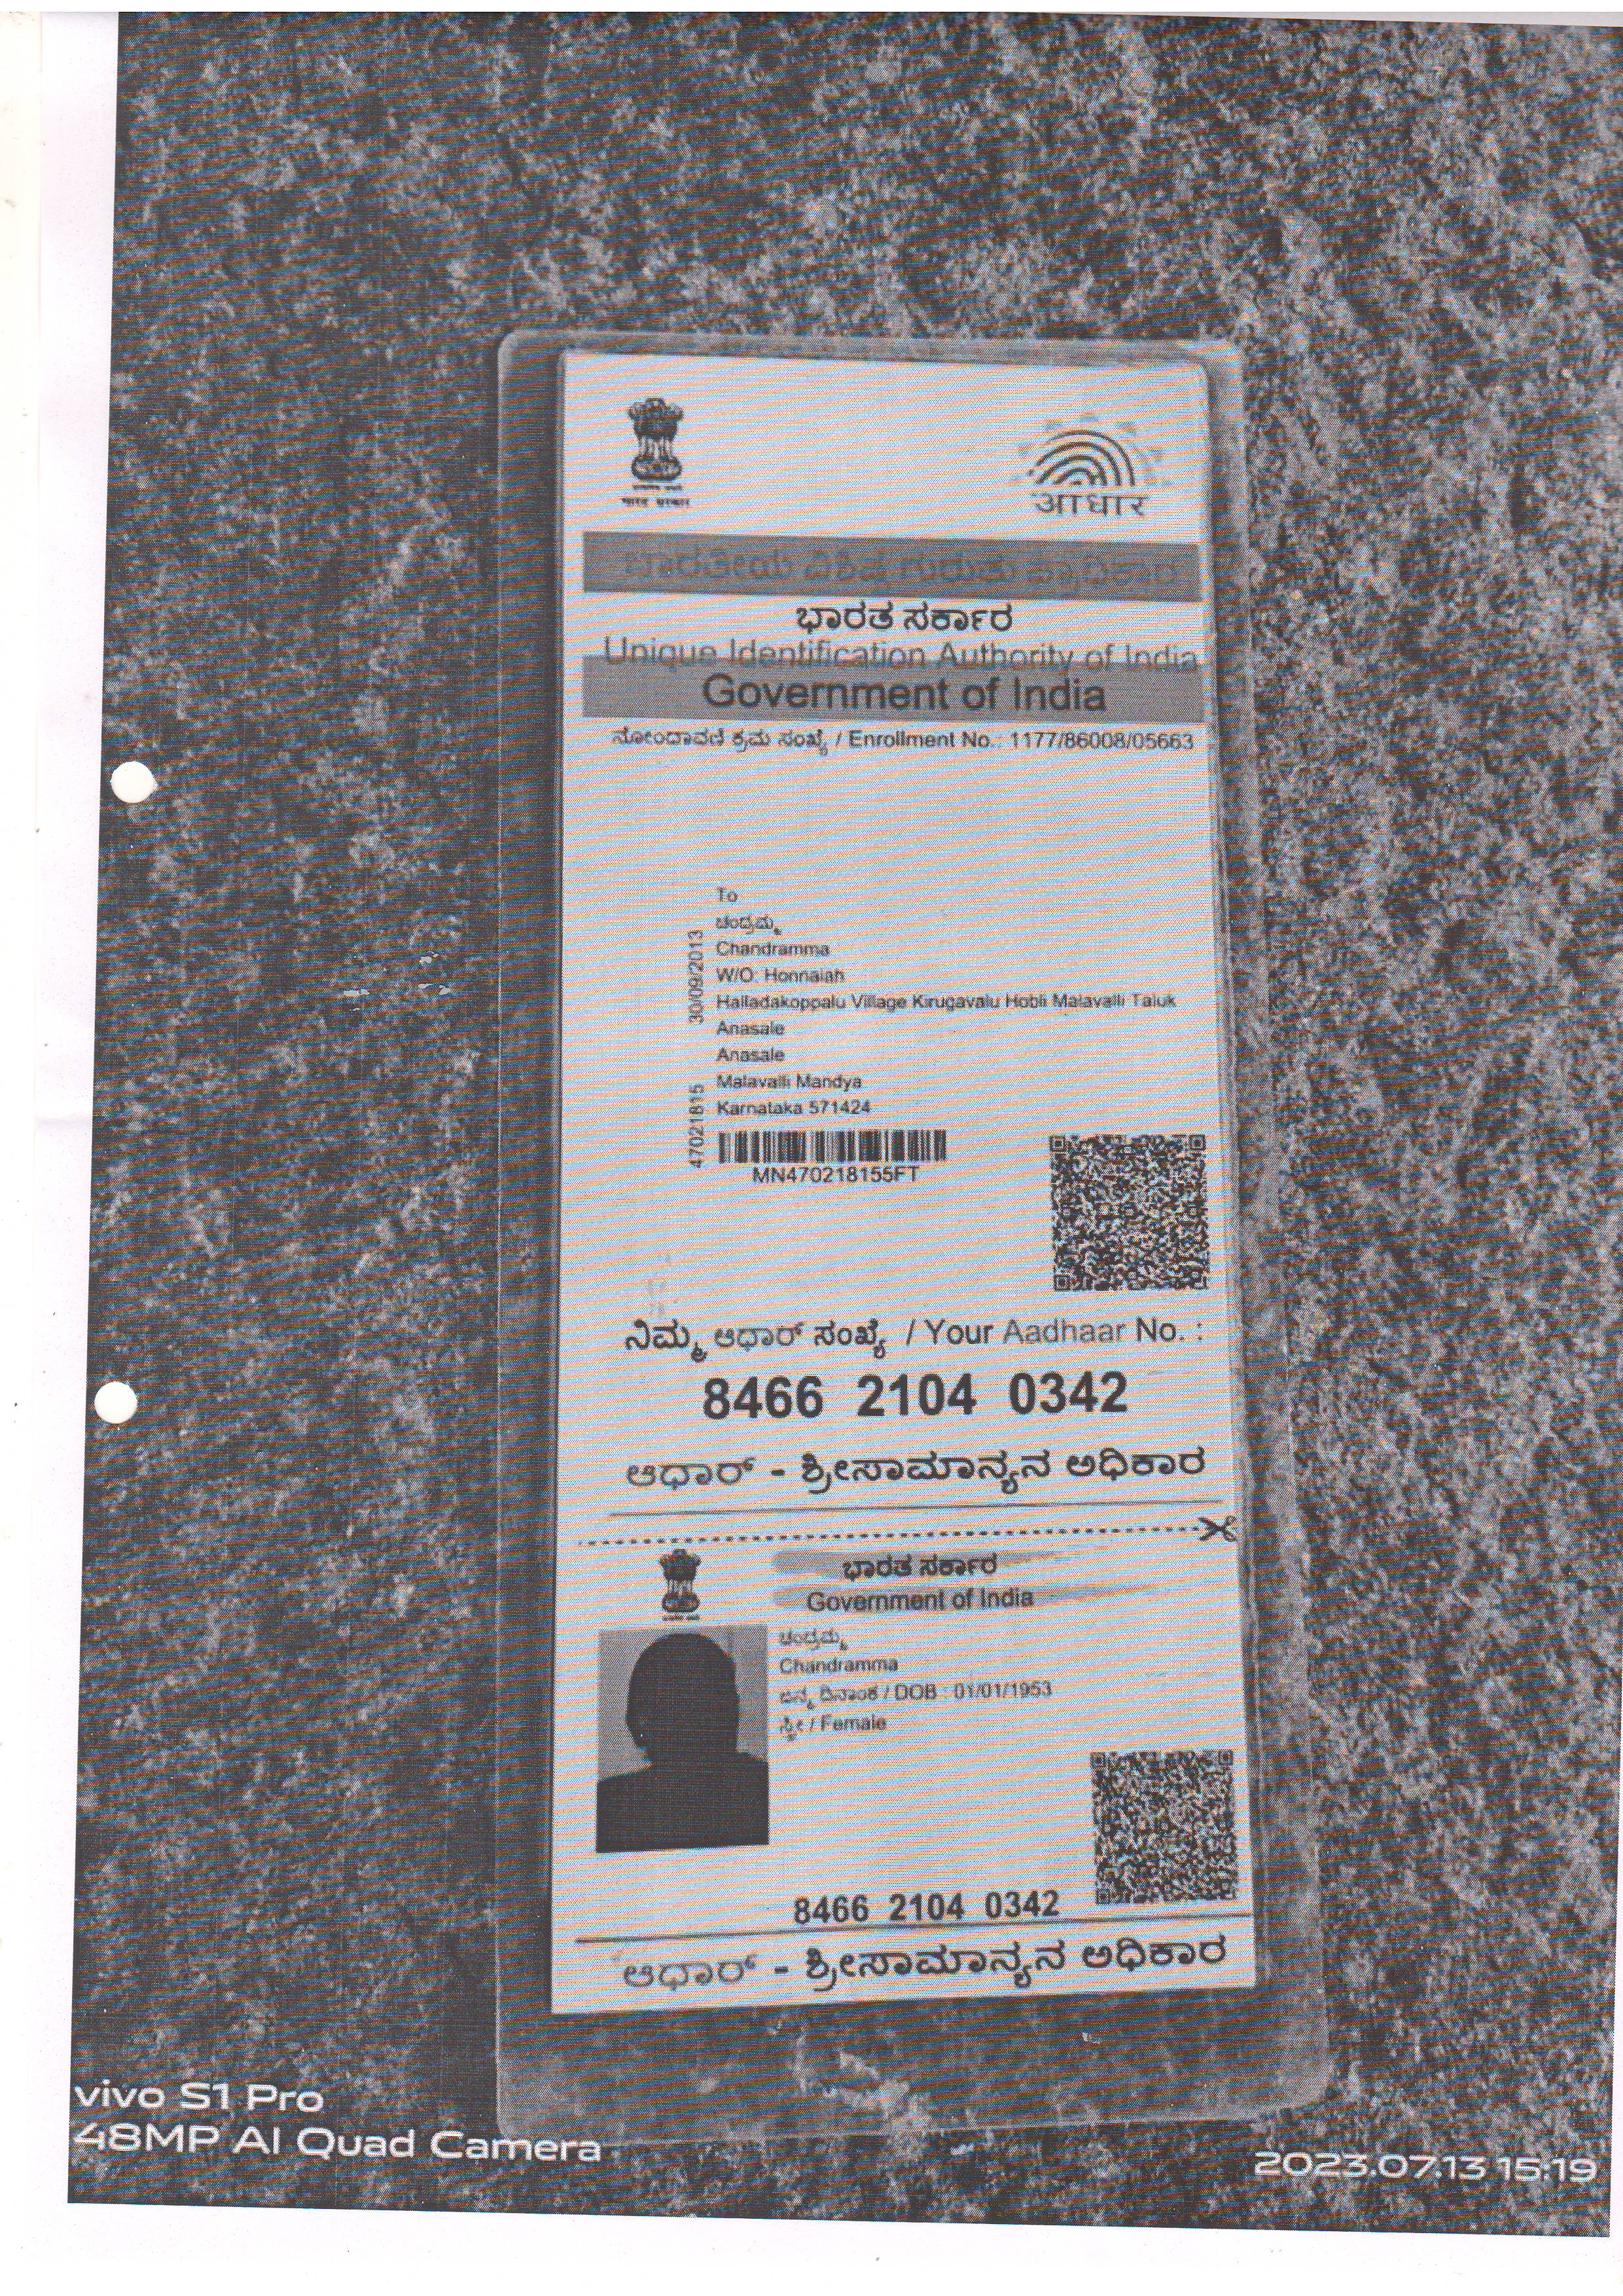 भारत सरकार
आधार
ಭಾರತೀಯ ವಿಶಿಷ್ಟ ಗುರುತು ಪ್ರಾಧಿಕಾರ
ಭಾರತ ಸರ್ಕಾರ
Unique Identification Authority of India
Government of India
ನೋಂದಾವಣಿ ಕ್ರಮ ಸಂಖ್ಯೆ / Enrollment No.: 1177/86008/05663
To
ಚಂದ್ರಮ್ಮ
Chandramma
W/O: Honnaiah
Halladakoppalu Village Kirugavalu Hobli Malavalli Taluk
Anasale
Anasale
Malavalli Mandya
Karnataka 571424
30/09/2013
47021815
MN470218155FT
ನಿಮ್ಮ ಆಧಾರ್ ಸಂಖ್ಯೆ / Your Aadhaar No. :
8466 2104 0342
ಆಧಾರ್ - ಶ್ರೀಸಾಮಾನ್ಯನ ಅಧಿಕಾರ
ಭಾರತ ಸರ್ಕಾರ
Government of India
ಚಂದ್ರಮ್ಮ
Chandramma
ಜನ್ಮ ದಿನಾಂಕ / DOB : 01/01/1953
ಸ್ತ್ರೀ / Female
8466 2104 0342
ಆಧಾರ್ - ಶ್ರೀಸಾಮಾನ್ಯನ ಅಧಿಕಾರ
vivo S1 Pro
48MP AI Quad Camera
2023.07.13 15:19